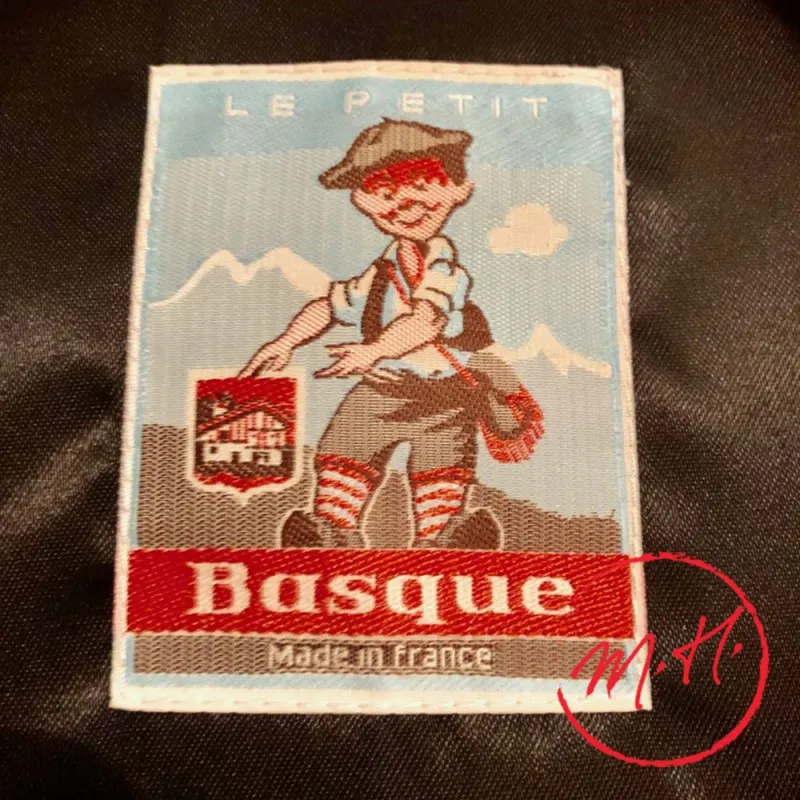 LE PETIT
Basque
Made in France
M.H.